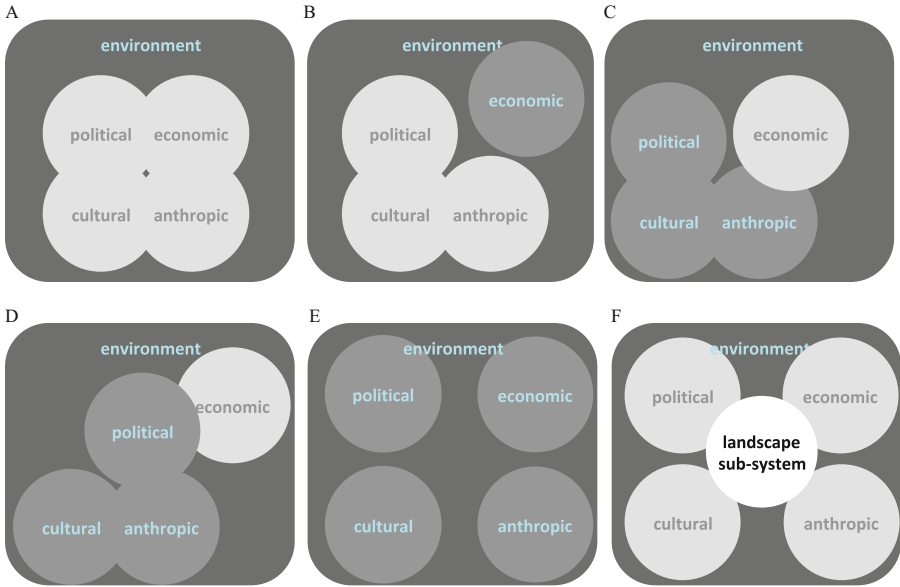 A
environment
political economic
cultural anthropic
B
environment
economic
political
cultural anthropic
C
environment
political economic
cultural anthropic
D
environment
economic
political
cultural anthropic
E
environment
political economic
cultural anthropic
F
environment
political economic
landscape
sub-system
cultural anthropic